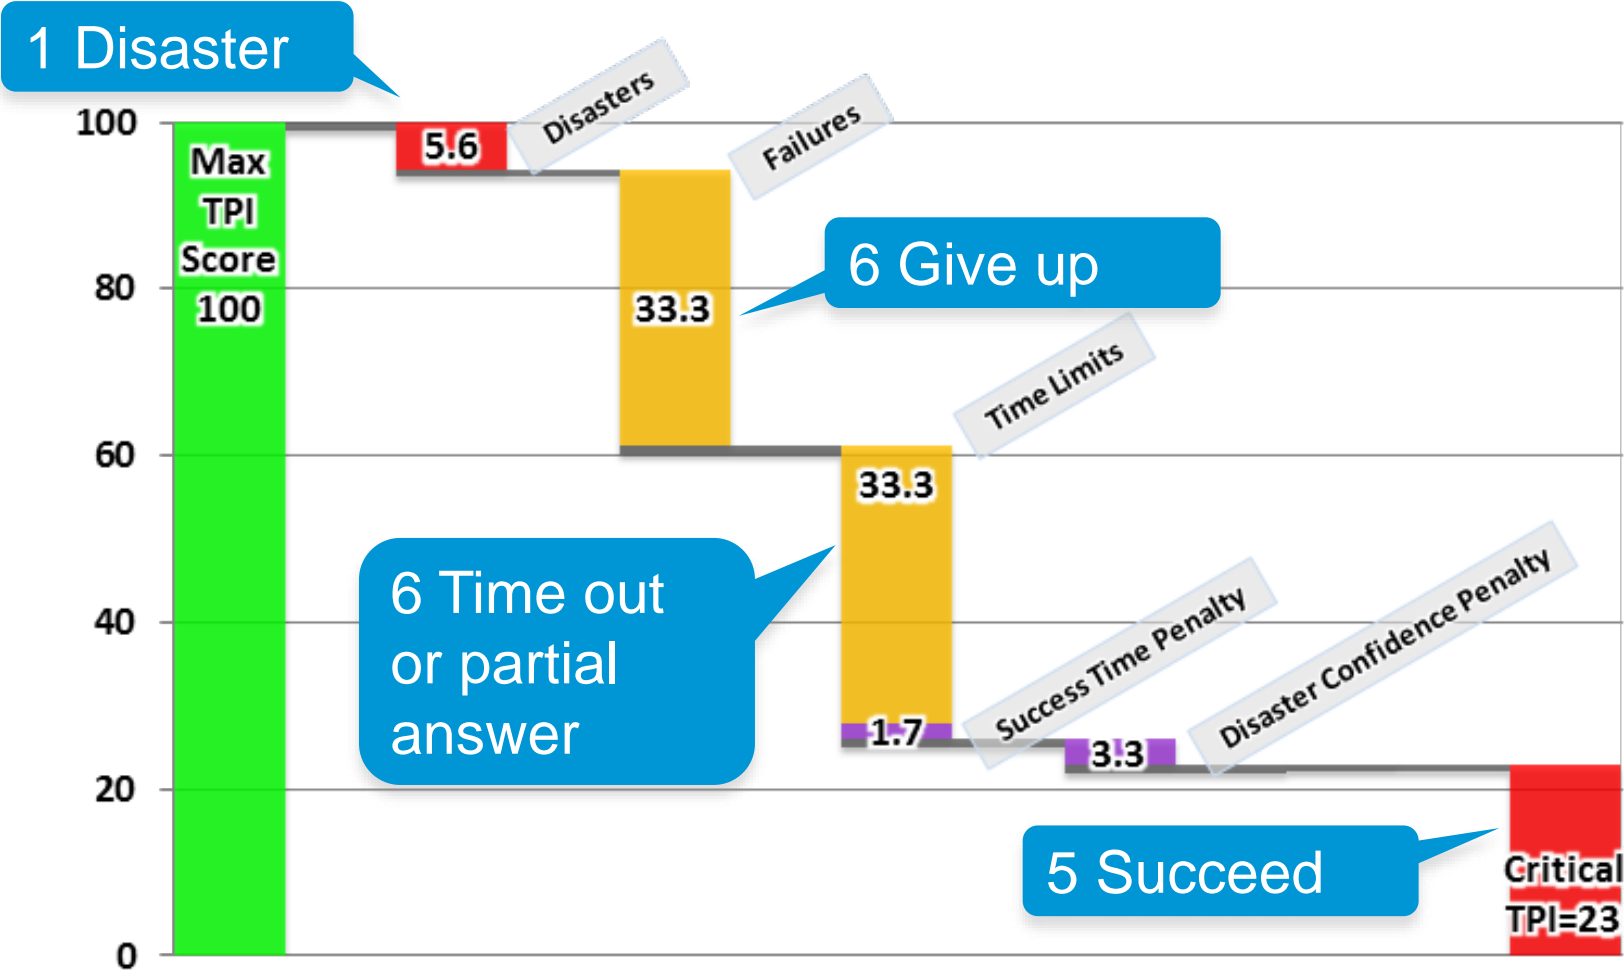 1 Disaster
100
80
60
40
20
0
Max
TPI
Score
100
5.6
Disasters
33.3
Failures
6 Give up
33.3
Time Limits
6 Time out
or partial
answer
1.7
Success Time Penalty
3.3
Disaster Confidence Penalty
5 Succeed
Critical
TPI=23